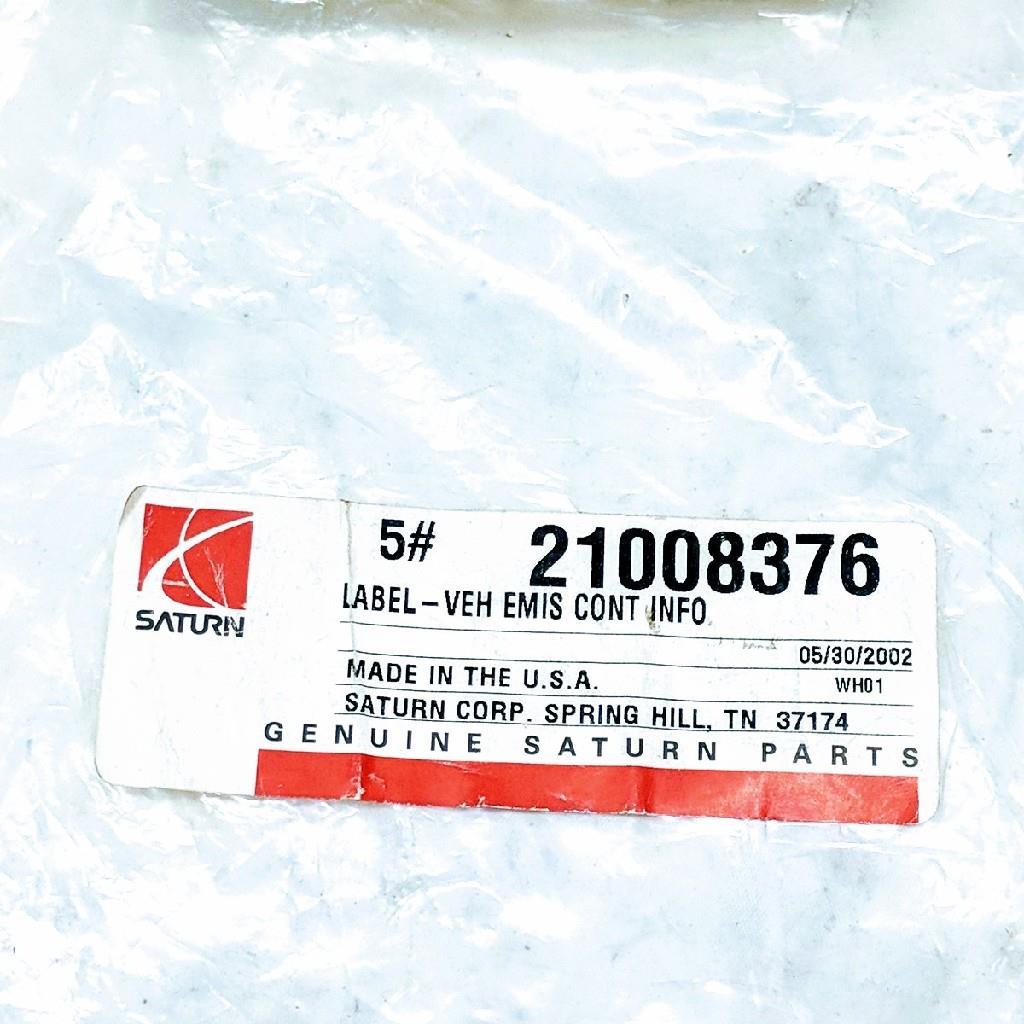 SATURN
5# 21008376
LABEL-VEH EMIS CONT INFO
05/30/2002
MADE IN THE U.S.A. WH01
SATURN CORP. SPRING HILL, TN 37174
GENUINE SATURN PARTS